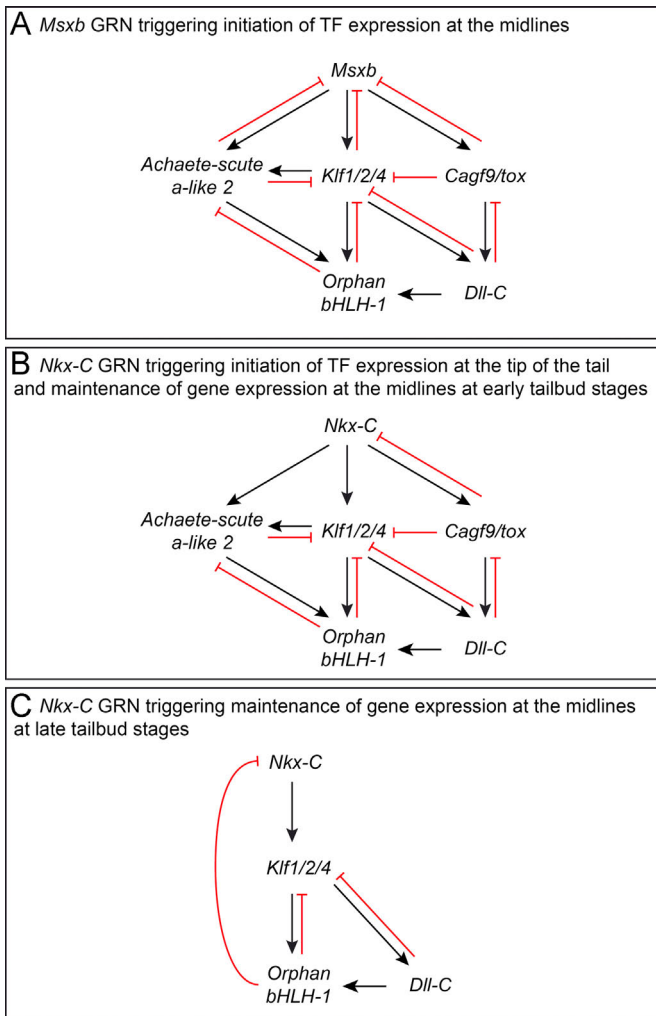 A Msxb GRN triggering initiation of TF expression at the midlines
Msxb
Achaete-scute
a-like 2
Klf1/2/4
Cagf9/tox
Orphan
bHLH-1
Dll-C
B Nkx-C GRN triggering initiation of TF expression at the tip of the tail
and maintenance of gene expression at the midlines at early tailbud stages
Nkx-C
Achaete-scute
a-like 2
Klf1/2/4
Cagf9/tox
Orphan
bHLH-1
Dll-C
C Nkx-C GRN triggering maintenance of gene expression at the midlines
at late tailbud stages
Nkx-C
Klf1/2/4
Orphan
bHLH-1
Dll-C